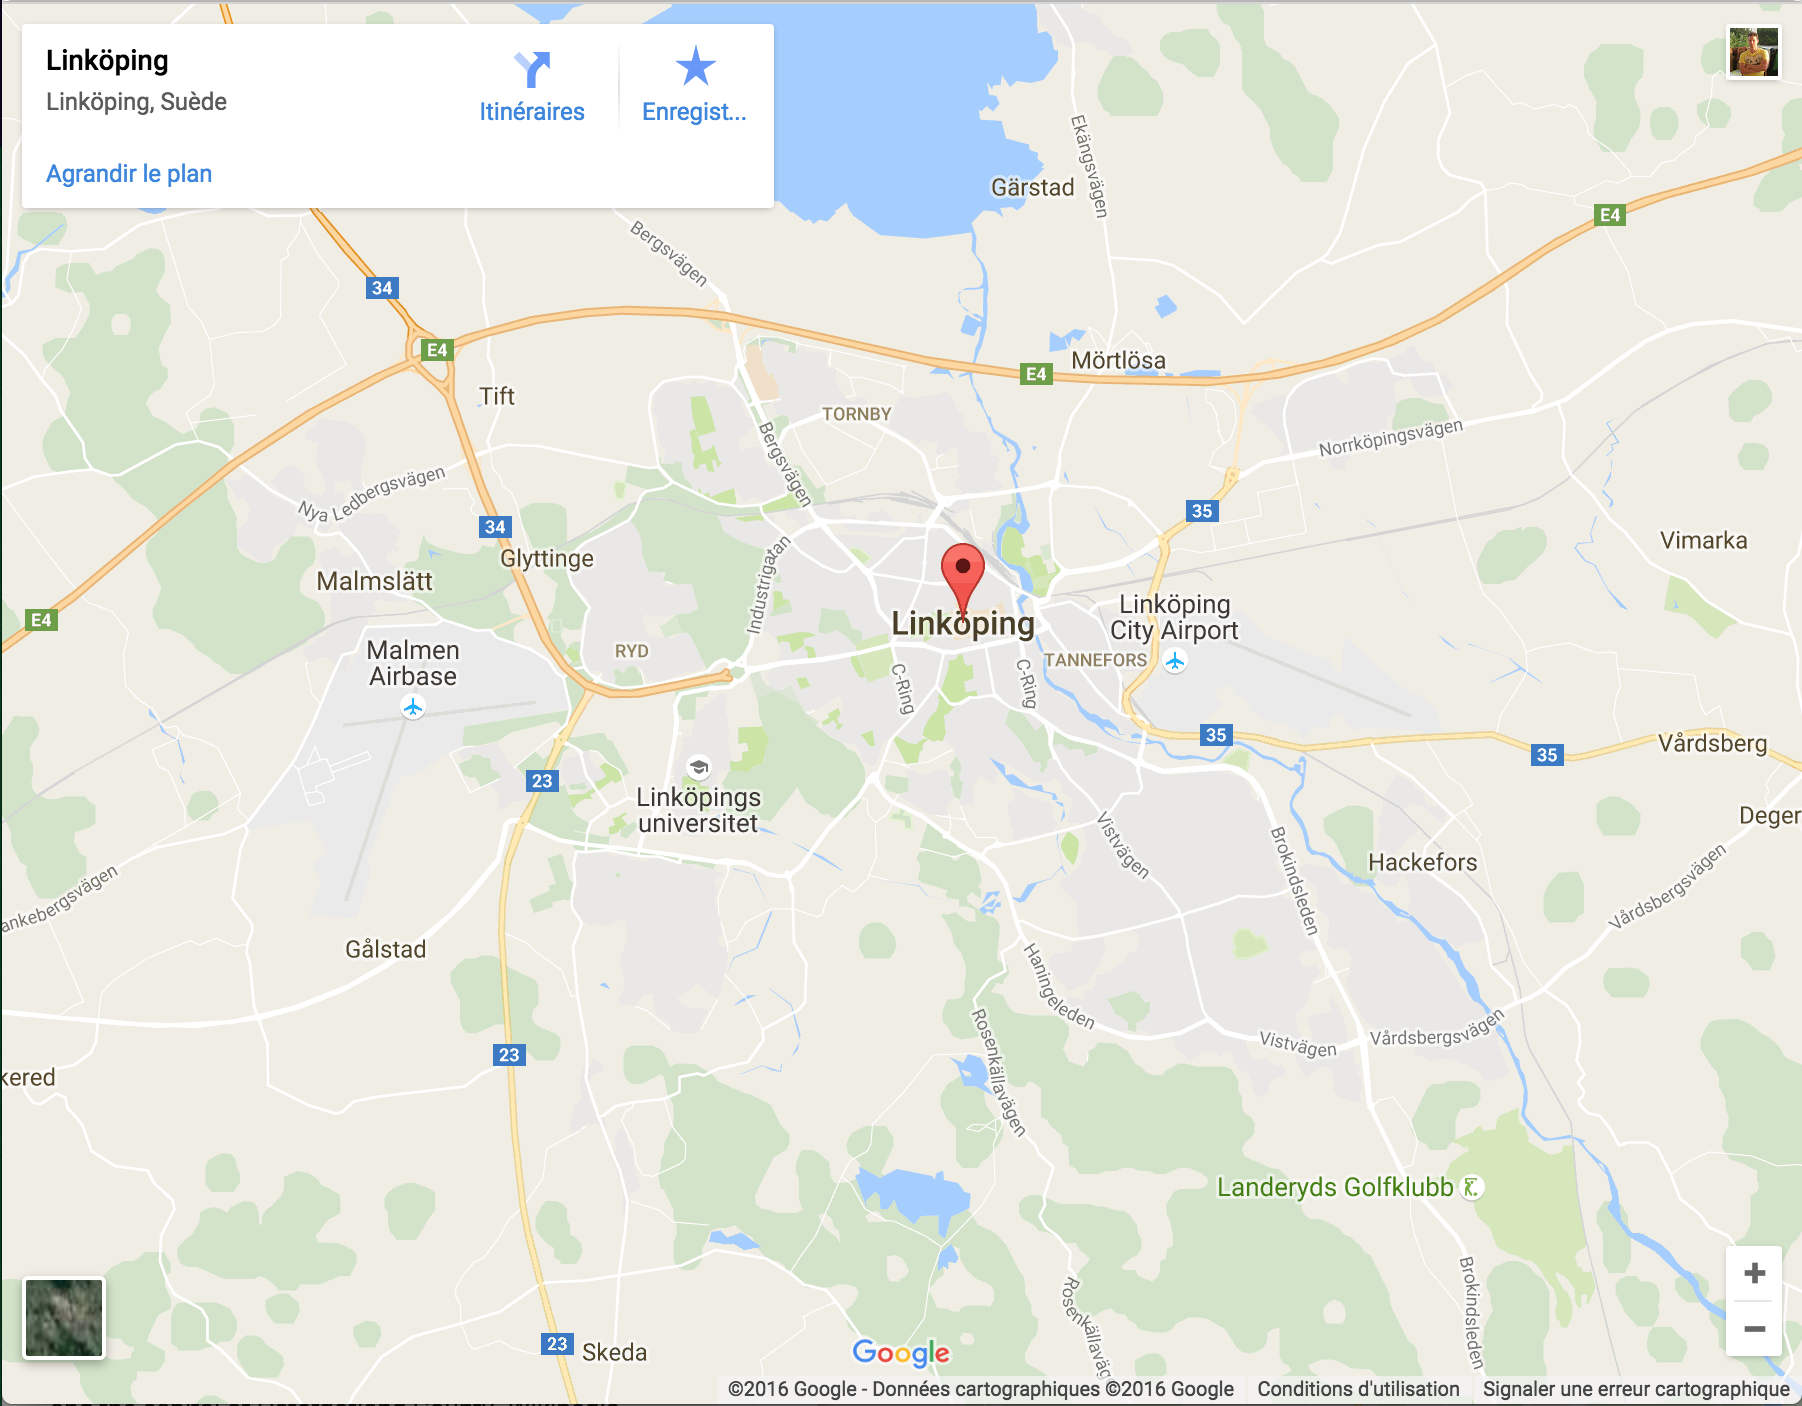 Linköping
Linköping, Suède
Itinéraires
Enregist...
Agrandir le plan
Gärstad
Ekängsvägen
E4
Bergsvägen
34
E4
E4
Mörtlösa
Tift
TORNBY
Bergsvägen
Norrköpingsvägen
Nya Ledbergsvägen
35
34
Vimarka
Glyttinge
Industrigatan
Malmslätt
Linköping
City Airport
E4
Linköping
Malmen
Airbase
RYD
TANNEFORS
C-Ring
C-Ring
35
Vårdsberg
35
23
Linköpings
universitet
Deger
Vistvägen
Brokindsleden
Hackefors
Vårdsbergsvägen
ankebergsvägen
Gålstad
Haningeleden
Rosenkällavägen
Vistvägen
Vårdsbergsvägen
23
kered
Landeryds Golfklubb
Brokindsleden
Rosenkällaväg
23
Skeda
Google
©2016 Google - Données cartographiques ©2016 Google
Conditions d'utilisation
Signaler une erreur cartographique